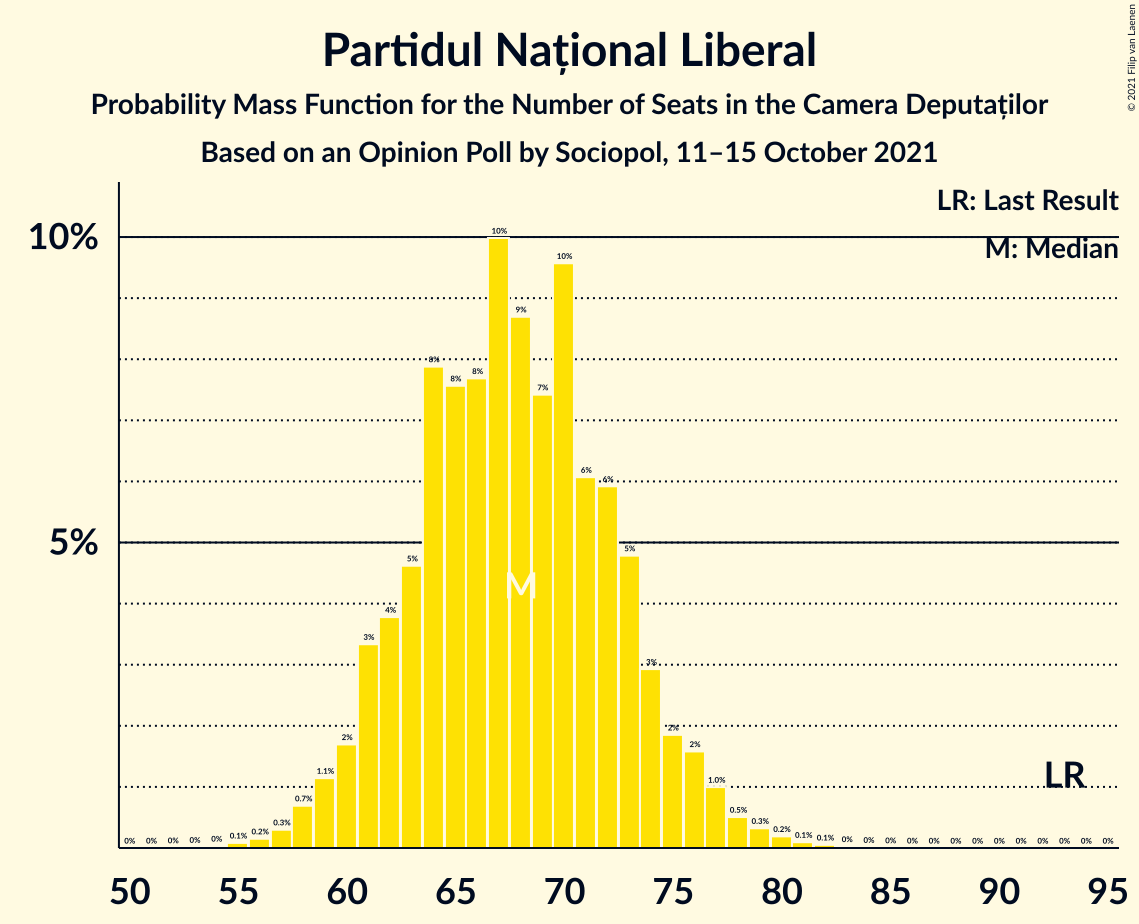 Partidul Național Liberal
Probability Mass Function for the Number of Seats in the Camera Deputaților
Based on an Opinion Poll by Sociopol, 11–15 October 2021
© 2021 Filip van Laenen
LR: Last Result
M: Median
10%
5%
0% 0% 0% 0% 0% 0.1% 0.2% 0.3% 0.7% 1.1% 2% 3% 4% 5% 8% 8% 8% 10% 9% 7% 10% 6% 6% 5% 3% 2% 2% 1.0% 0.5% 0.3% 0.2% 0.1% 0.1% 0% 0% 0% 0% 0% 0% 0% 0% 0% 0% 0% 0% 0%
M
LR
50 55 60 65 70 75 80 85 90 95